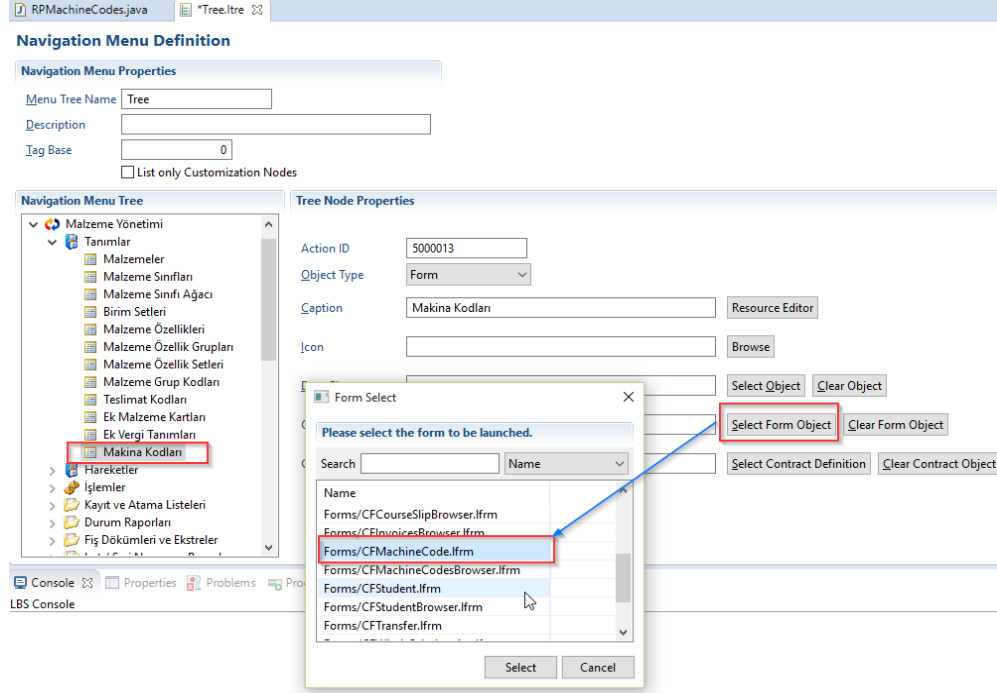 RPMachineCodes.java
*Tree.ltre
Navigation Menu Definition
Navigation Menu Properties
Menu Tree Name Tree
Description
Tag Base 0
List only Customization Nodes
Navigation Menu Tree
Malzeme Yönetimi
Tanımlar
Malzemeler
Malzeme Sınıfları
Malzeme Sınıfı Ağacı
Birim Setleri
Malzeme Özellikleri
Malzeme Özellik Grupları
Malzeme Özellik Setleri
Malzeme Grup Kodları
Teslimat Kodları
Ek Malzeme Kartları
Ek Vergi Tanımları
Makina Kodları
Hareketler
İşlemler
Kayıt ve Atama Listeleri
Durum Raporları
Fiş Dökümleri ve Ekstreler
Tree Node Properties
Action ID 5000013
Object Type Form
Caption Makina Kodları Resource Editor
Icon Browse
Select Object Clear Object
Select Form Object Clear Form Object
Select Contract Definition Clear Contract Object
Form Select
Please select the form to be launched.
Search Name
Name
Forms/CFCourseSlipBrowser.lfrm
Forms/CFInvoicesBrowser.lfrm
Forms/CFMachineCode.lfrm
Forms/CFMachineCodesBrowser.lfrm
Forms/CFStudent.lfrm
Forms/CFStudentBrowser.lfrm
Forms/CFTransfer.lfrm
Select Cancel
Console Properties Problems
LBS Console